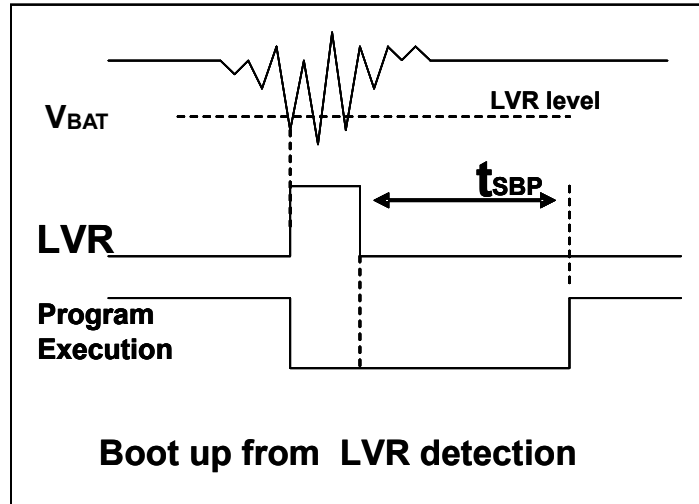 LVR level
VBAT
tSBP
LVR
Program
Execution
Boot up from LVR detection